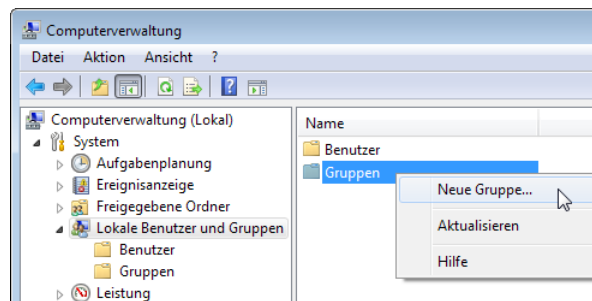 Computerverwaltung
Datei Aktion Ansicht ?
Computerverwaltung (Lokal)
System
Aufgabenplanung
Ereignisanzeige
Freigegebene Ordner
Lokale Benutzer und Gruppen
Benutzer
Gruppen
Leistung
Name
Benutzer
Gruppen
Neue Gruppe...
Aktualisieren
Hilfe